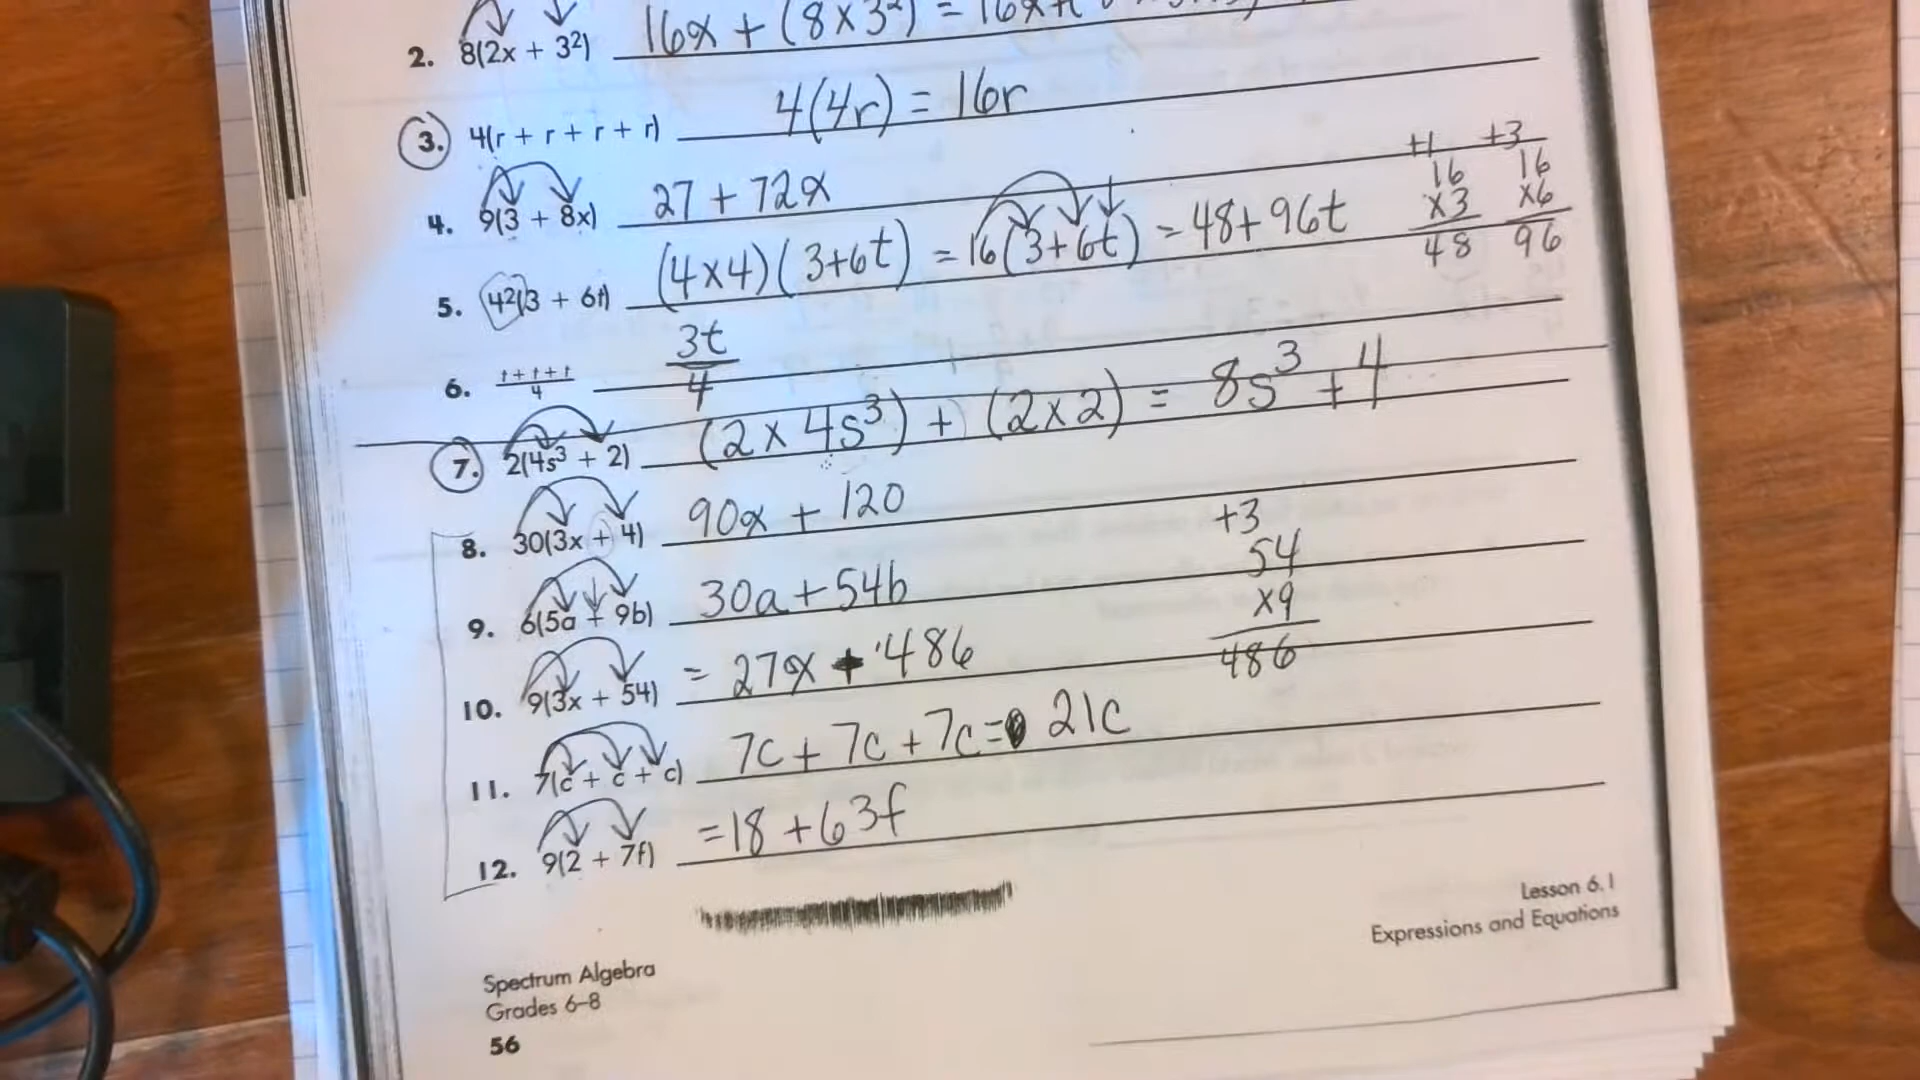 2. 8(2x + 3²) 16x + (8 x 3²) = 16x +
3. 4(r + r + r + r) 4(4r) = 16r
4. 9(3 + 8x) 27 + 72x
5. 4²(3 + 6t) (4x4)(3+6t) = 16(3+6t) = 48+96t
+1 +3
16 16
x3 x6
48 96
6. t + t + t / 4 3t / 4
7. 2(4s³ + 2) (2 x 4s³) + (2x2) = 8s³ + 4
8. 30(3x + 4) 90x + 120
9. 6(5a + 9b) 30a + 54b
+3
54
x9
486
10. 9(3x + 54) = 27x + 486
11. 7(c + c + c) 7c + 7c + 7c = 21c
12. 9(2 + 7f) = 18 + 63f
Lesson 6.1
Expressions and Equations
Spectrum Algebra
Grades 6–8
56